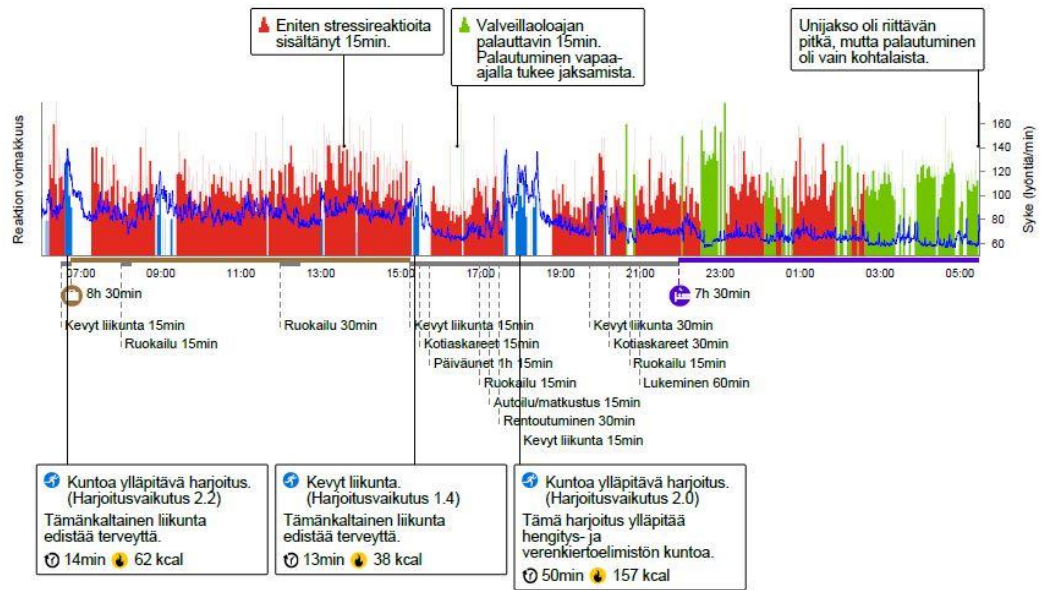 Eniten stressireaktioita
sisältänyt 15min.
Valveillaoloajan
palauttavin 15min.
Palautuminen vapaa-
ajalla tukee jaksamista.
Unijakso oli riittävän
pitkä, mutta palautuminen
oli vain kohtalaista.
Reaktion voimakkuus
160
140
120
100
80
60
Syke (lyöntiä/min)
07:00 09:00 11:00 13:00 15:00 17:00 19:00 21:00 23:00 01:00 03:00 05:00
8h 30min
7h 30min
Kevyt liikunta 15min
Ruokailu 15min
Ruokailu 30min
Kevyt liikunta 15min
Kotiaskareet 15min
Päiväunet 1h 15min
Ruokailu 15min
Autoilu/matkustus 15min
Rentoutuminen 30min
Kevyt liikunta 15min
Kevyt liikunta 30min
Kotiaskareet 30min
Ruokailu 15min
Lukeminen 60min
Kuntoa ylläpitävä harjoitus.
(Harjoitusvaikutus 2.2)
Tämänkaltainen liikunta
edistää terveyttä.
14min 62 kcal
Kevyt liikunta.
(Harjoitusvaikutus 1.4)
Tämänkaltainen liikunta
edistää terveyttä.
13min 38 kcal
Kuntoa ylläpitävä harjoitus.
(Harjoitusvaikutus 2.0)
Tämä harjoitus ylläpitää
hengitys- ja
verenkiertoelimistön kuntoa.
50min 157 kcal